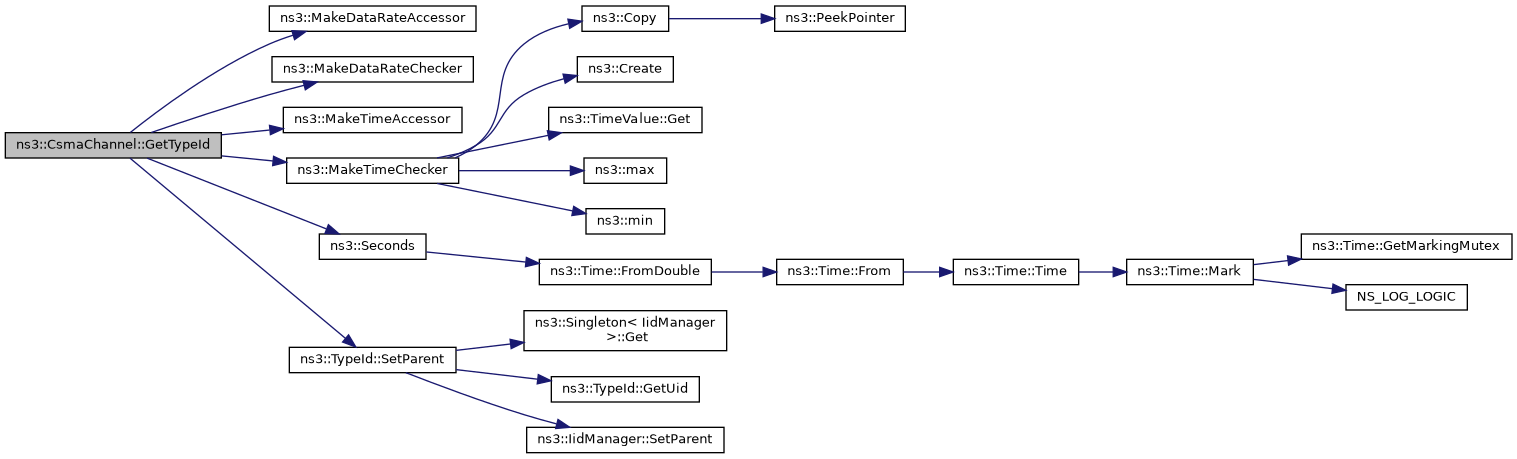 ns3::CsmaChannel::GetTypeId
ns3::MakeDataRateAccessor
ns3::MakeDataRateChecker
ns3::MakeTimeAccessor
ns3::MakeTimeChecker
ns3::Copy
ns3::PeekPointer
ns3::Create
ns3::TimeValue::Get
ns3::max
ns3::min
ns3::Seconds
ns3::Time::FromDouble
ns3::Time::From
ns3::Time::Time
ns3::Time::Mark
ns3::Time::GetMarkingMutex
NS_LOG_LOGIC
ns3::TypeId::SetParent
ns3::Singleton< IidManager
>::Get
ns3::TypeId::GetUid
ns3::IidManager::SetParent